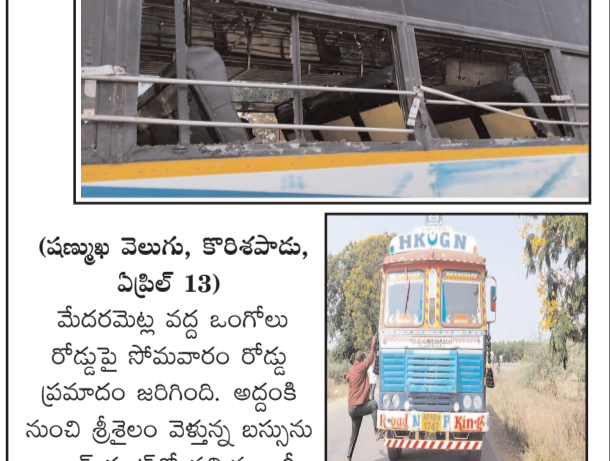 (షణ్ముఖ వెలుగు, కొరిశపాడు,
ఏప్రిల్ 13)
మేదరమెట్ల వద్ద ఒంగోలు
రోడ్డుపై సోమవారం రోడ్డు
ప్రమాదం జరిగింది. అద్దంకి
నుంచి శ్రీశైలం వెళ్తున్న బస్సును
HKGN
Road King